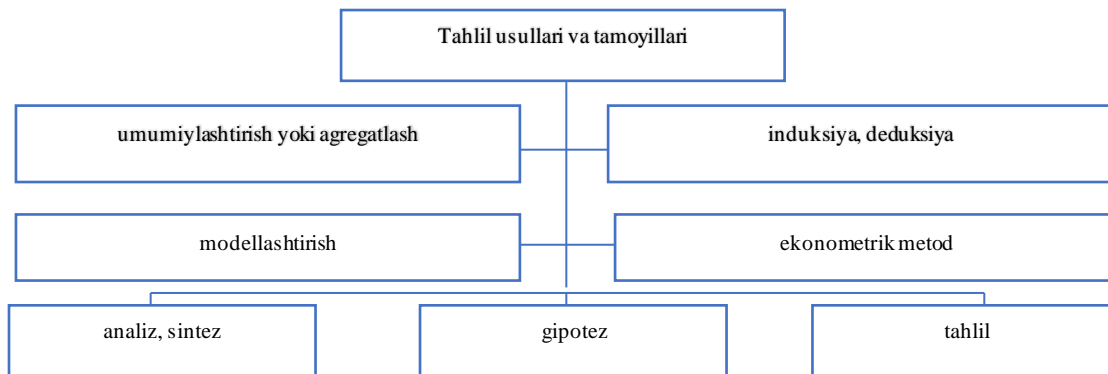 Tahlil usullari va tamoyillari
umumiylashtirish yoki agregatlash
induksiya, deduksiya
modellashtirish
ekonometrik metod
analiz, sintez
gipotez
tahlil